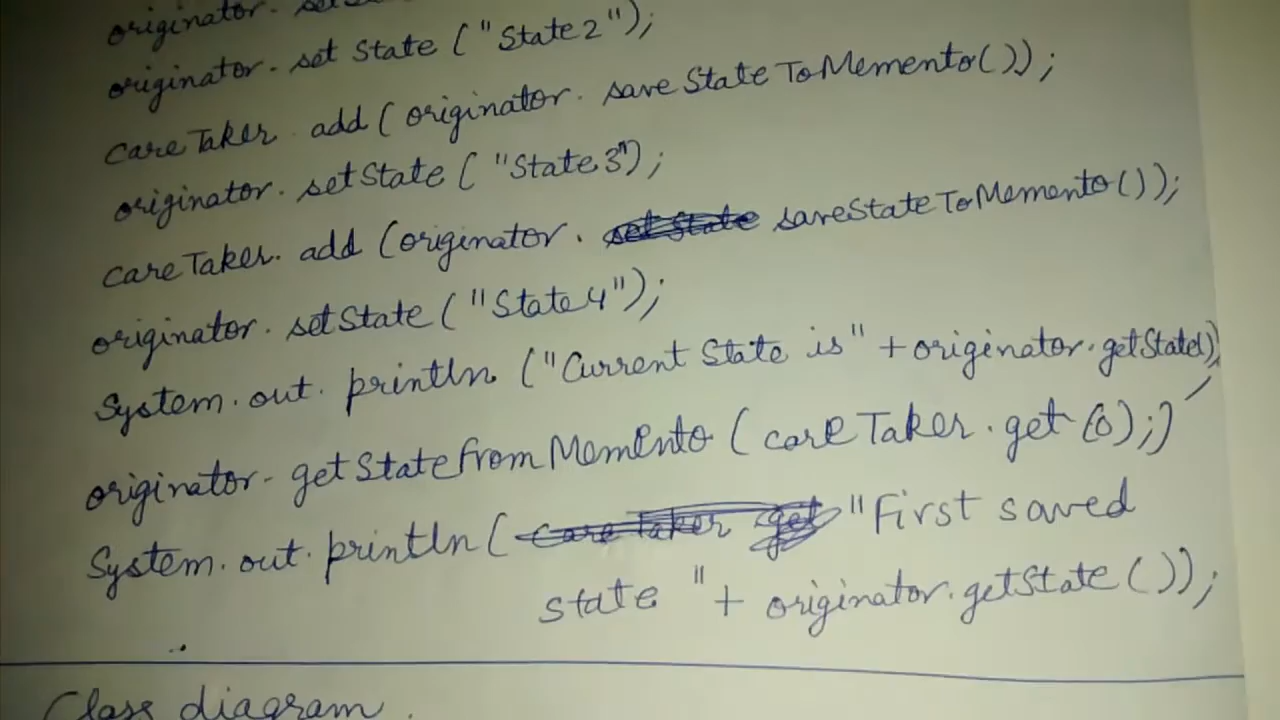 originator. set
originator. set State ("State2");
careTaker. add (originator. saveStateToMemento());
originator. setState ("State3");
careTaker. add (originator. saveStateToMemento());
originator. setState ("State4");
System.out. println ("Current State is" + originator.getState());
originator. getStatefromMemento (careTaker.get(0);)
System.out. println ( "First saved
state " + originator.getState());
Class diagram.